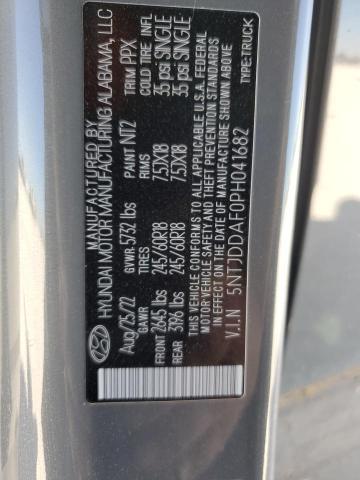 HYUNDAI MOTOR MANUFACTURING ALABAMA, LLC
Aug/25/22 PAINT NT2 TRIM PPX
GVWR 5732 lbs
GAWR TIRES RIMS COLD TIRE INFL
FRONT 2645 lbs 245/60R18 7.5JX18 35 psi SINGLE
REAR 3196 lbs 245/60R18 7.5JX18 35 psi SINGLE
THIS VEHICLE CONFORMS TO ALL APPLICABLE U.S.A. FEDERAL
MOTOR VEHICLE SAFETY AND THEFT PREVENTION STANDARDS
IN EFFECT ON THE DATE OF MANUFACTURE SHOWN ABOVE
V.I.N 5NTJDDAF0PH041682 TYPE:TRUCK